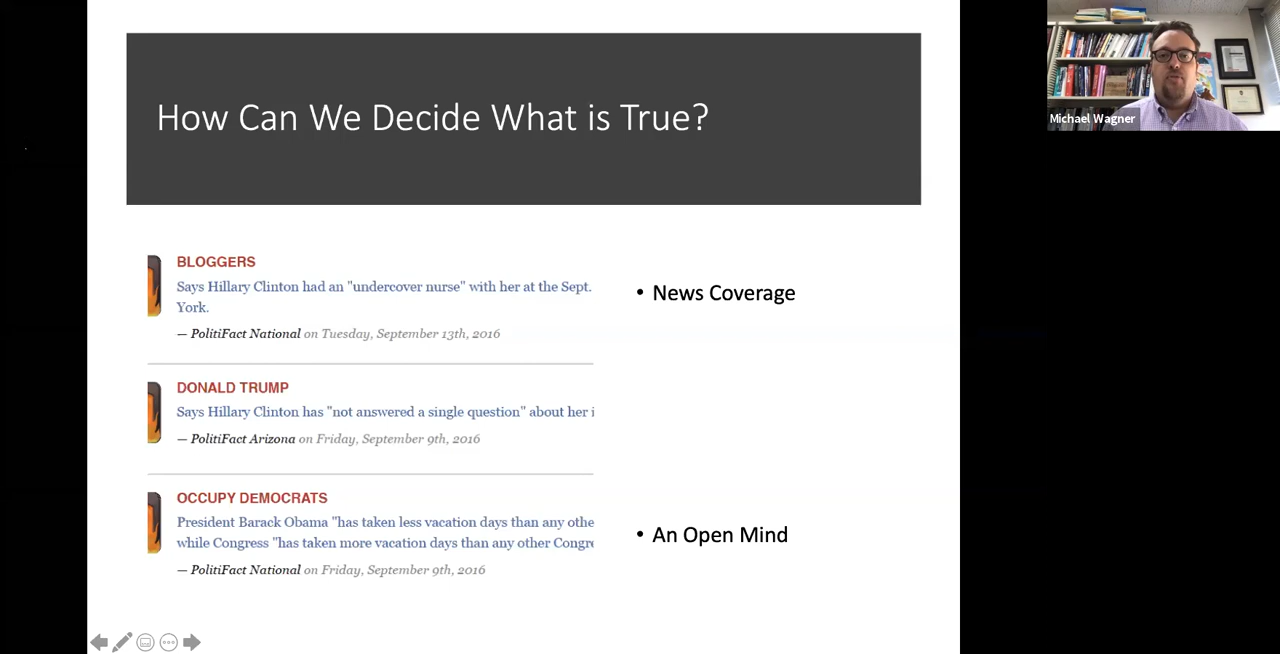 How Can We Decide What is True?
BLOGGERS
Says Hillary Clinton had an "undercover nurse" with her at the Sept.
York.
— PolitiFact National on Tuesday, September 13th, 2016
DONALD TRUMP
Says Hillary Clinton has "not answered a single question" about her i
— PolitiFact Arizona on Friday, September 9th, 2016
OCCUPY DEMOCRATS
President Barack Obama "has taken less vacation days than any othe
while Congress "has taken more vacation days than any other Congre
— PolitiFact National on Friday, September 9th, 2016
• News Coverage
• An Open Mind
Michael Wagner